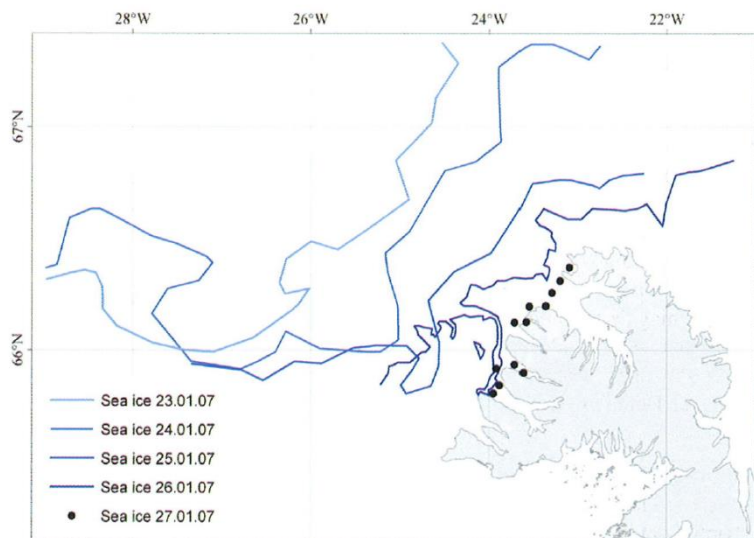 28°W 26°W 24°W 22°W
67°N
66°N
Sea ice 23.01.07
Sea ice 24.01.07
Sea ice 25.01.07
Sea ice 26.01.07
Sea ice 27.01.07